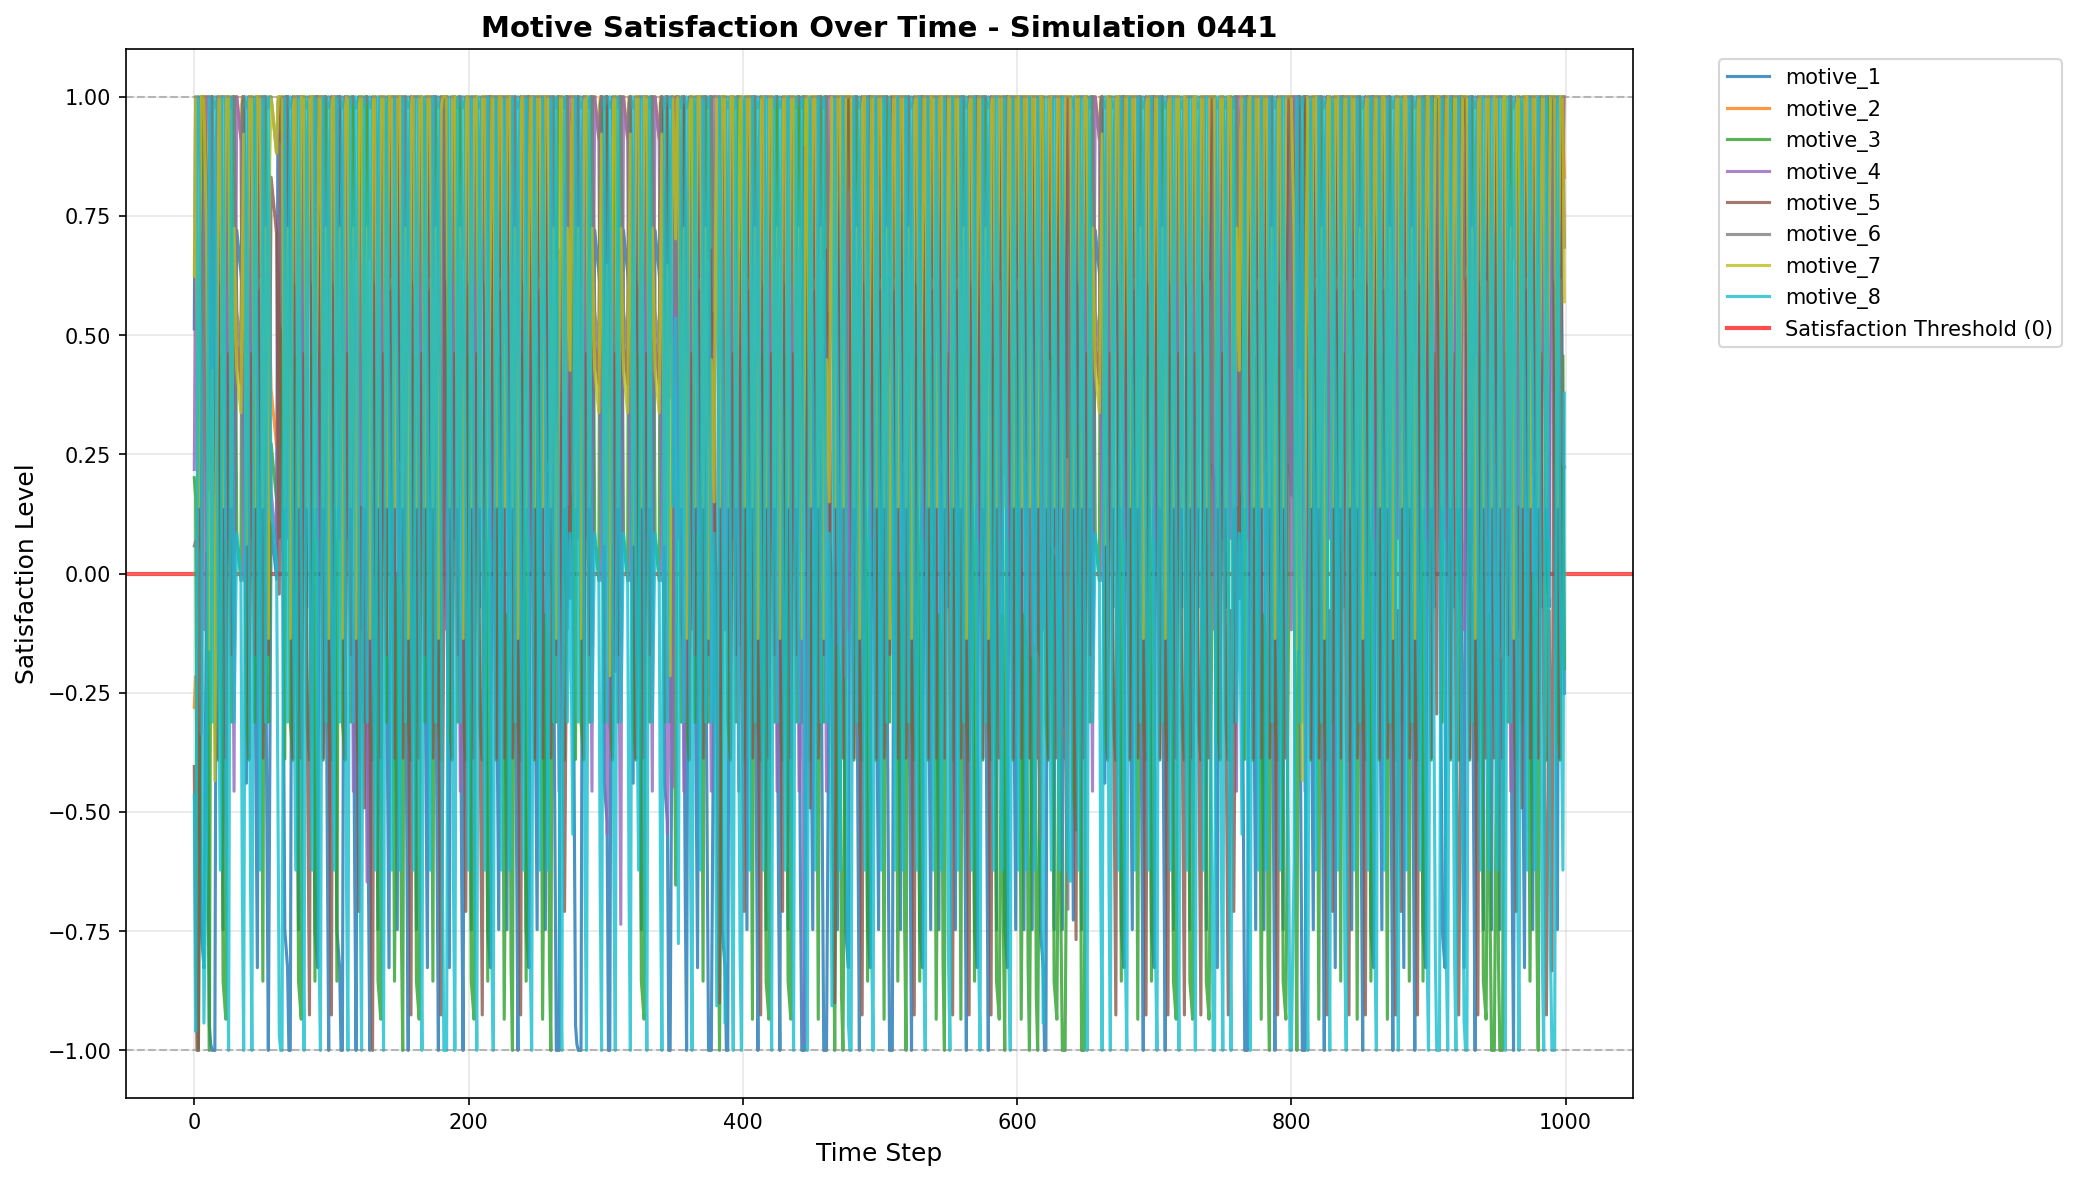 Motive Satisfaction Over Time - Simulation 0441
1.00
0.75
0.50
0.25
0.00
−0.25
−0.50
−0.75
−1.00
Satisfaction Level
0 200 400 600 800 1000
Time Step
motive_1
motive_2
motive_3
motive_4
motive_5
motive_6
motive_7
motive_8
Satisfaction Threshold (0)